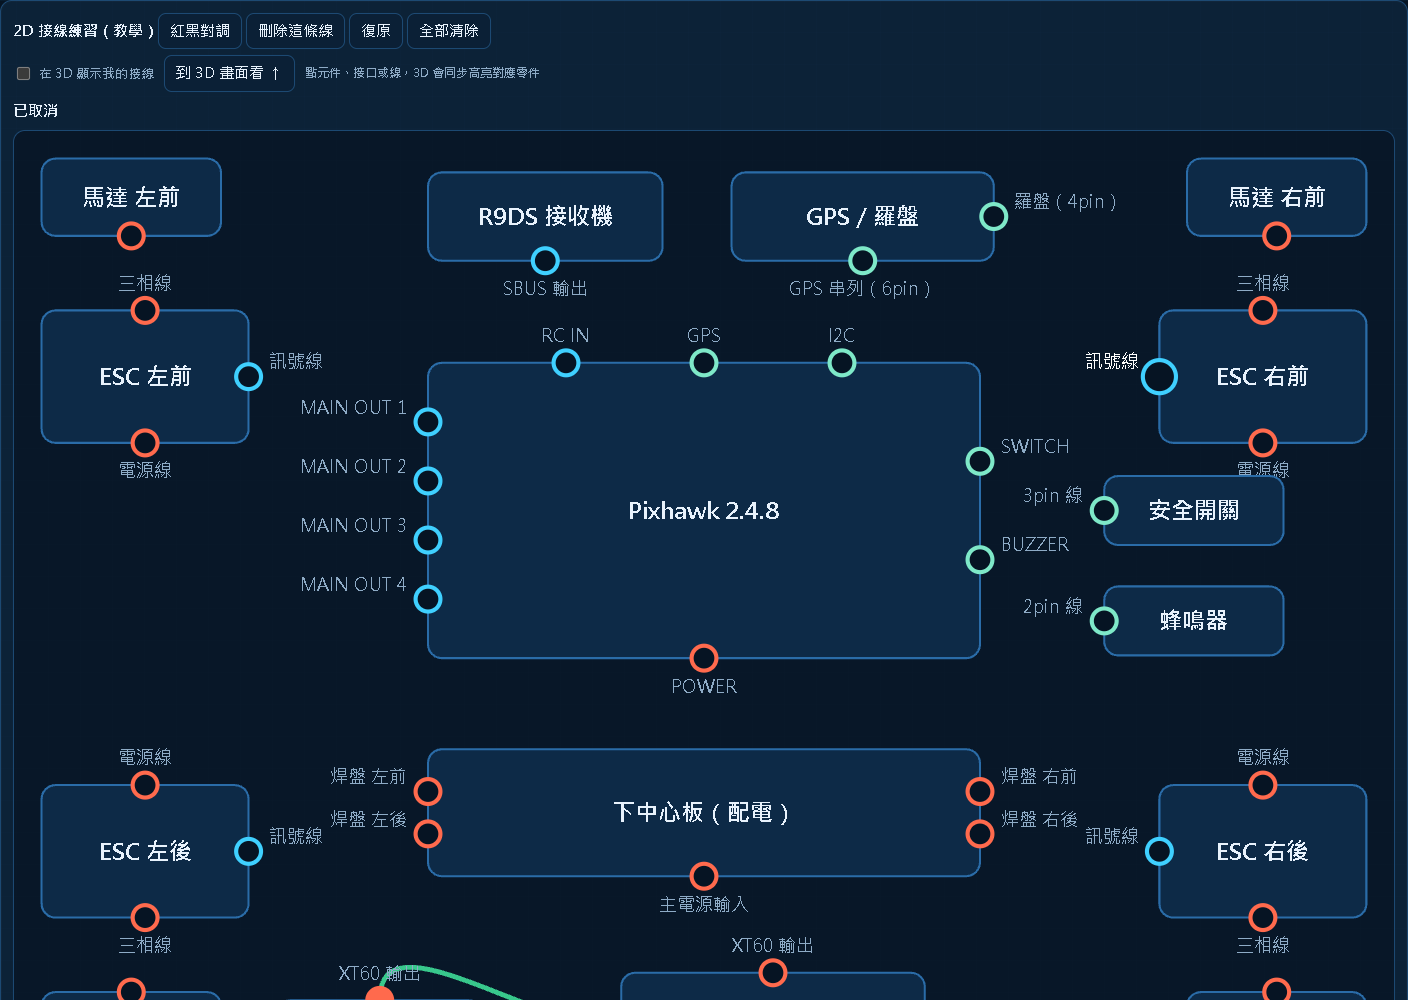 2D 接線練習 ( 教學 ) 紅黑對調 刪除這條線 復原 全部清除
在 3D 顯示我的接線 到 3D 畫面看 ↑ 點元件、接口或線，3D 會同步高亮對應零件
已取消
馬達 左前
R9DS 接收機
GPS / 羅盤
羅盤 ( 4pin )
馬達 右前
三相線
SBUS 輸出
GPS 串列 ( 6pin )
三相線
RC IN
GPS
I2C
ESC 左前
訊號線
訊號線
ESC 右前
MAIN OUT 1
SWITCH
電源線
MAIN OUT 2
電源線
3pin 線
安全開關
Pixhawk 2.4.8
MAIN OUT 3
BUZZER
MAIN OUT 4
2pin 線
蜂鳴器
POWER
電源線
焊盤 左前
焊盤 右前
電源線
下中心板 ( 配電 )
焊盤 左後
焊盤 右後
ESC 左後
訊號線
訊號線
ESC 右後
主電源輸入
三相線
XT60 輸出
三相線
XT60 輸出